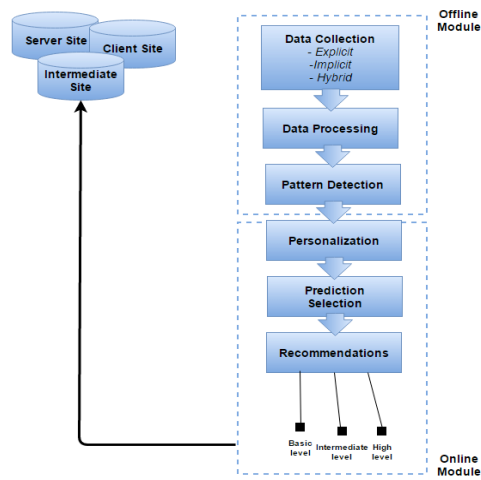 Server Site
Client Site
Intermediate
Site
Offline
Module
Data Collection
- Explicit
-Implicit
- Hybrid
Data Processing
Pattern Detection
Personalization
Prediction
Selection
Recommendations
Basic
level
Intermediate
level
High
level
Online
Module